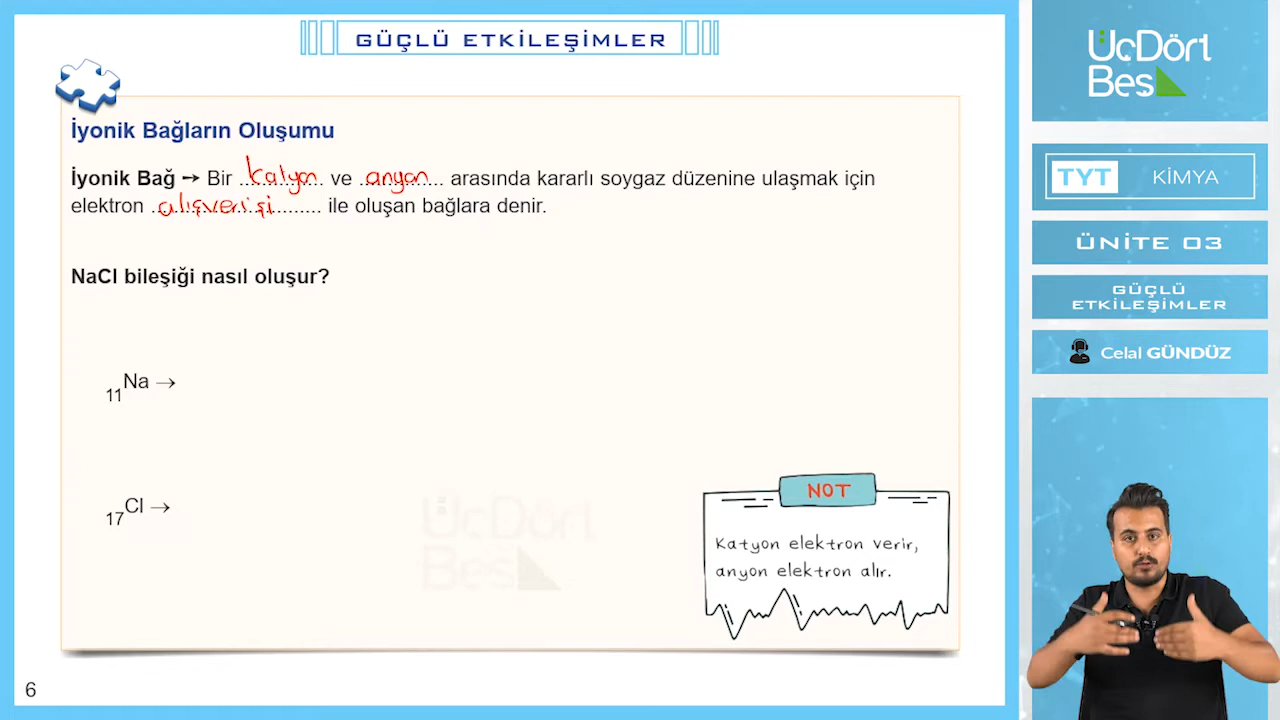 GÜÇLÜ ETKİLEŞİMLER
İyonik Bağların Oluşumu
İyonik Bağ ➙ Bir katyon ve anyon arasında kararlı soygaz düzenine ulaşmak için
elektron alışverişi ile oluşan bağlara denir.
NaCl bileşiği nasıl oluşur?
11Na →
17Cl →
NOT
Katyon elektron verir,
anyon elektron alır.
6
ÜçDört
Beş
ÜçDört
Beş
TYT KİMYA
ÜNİTE 03
GÜÇLÜ
ETKİLEŞİMLER
Celal GÜNDÜZ